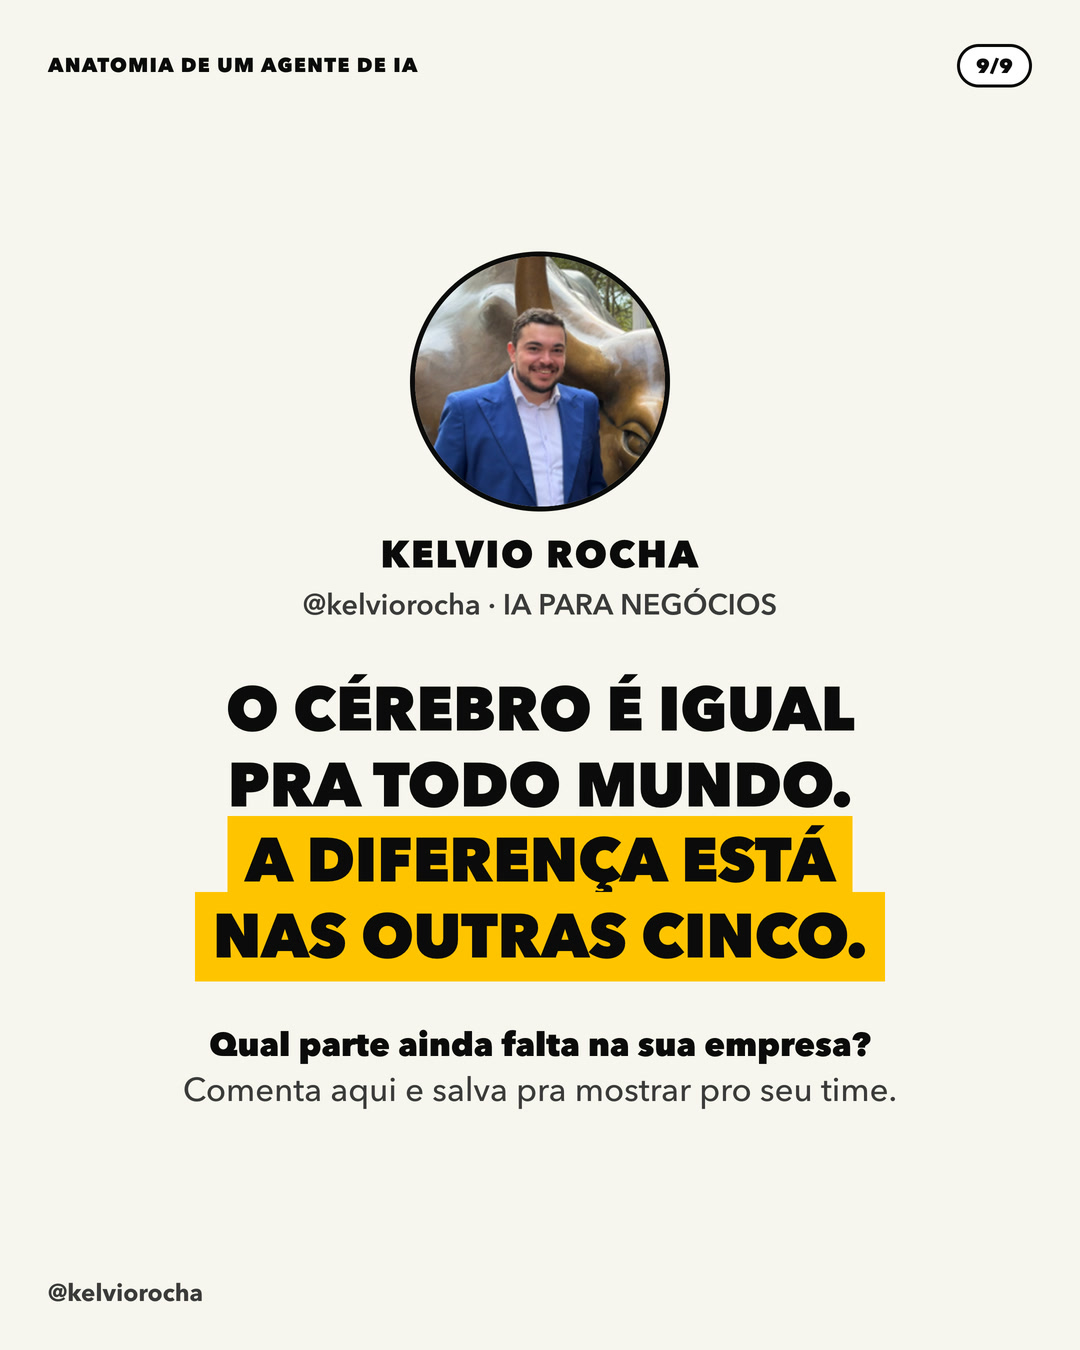 ANATOMIA DE UM AGENTE DE IA
9/9
KELVIO ROCHA
@kelviorocha · IA PARA NEGÓCIOS
O CÉREBRO É IGUAL
PRA TODO MUNDO.
A DIFERENÇA ESTÁ
NAS OUTRAS CINCO.
Qual parte ainda falta na sua empresa?
Comenta aqui e salva pra mostrar pro seu time.
@kelviorocha